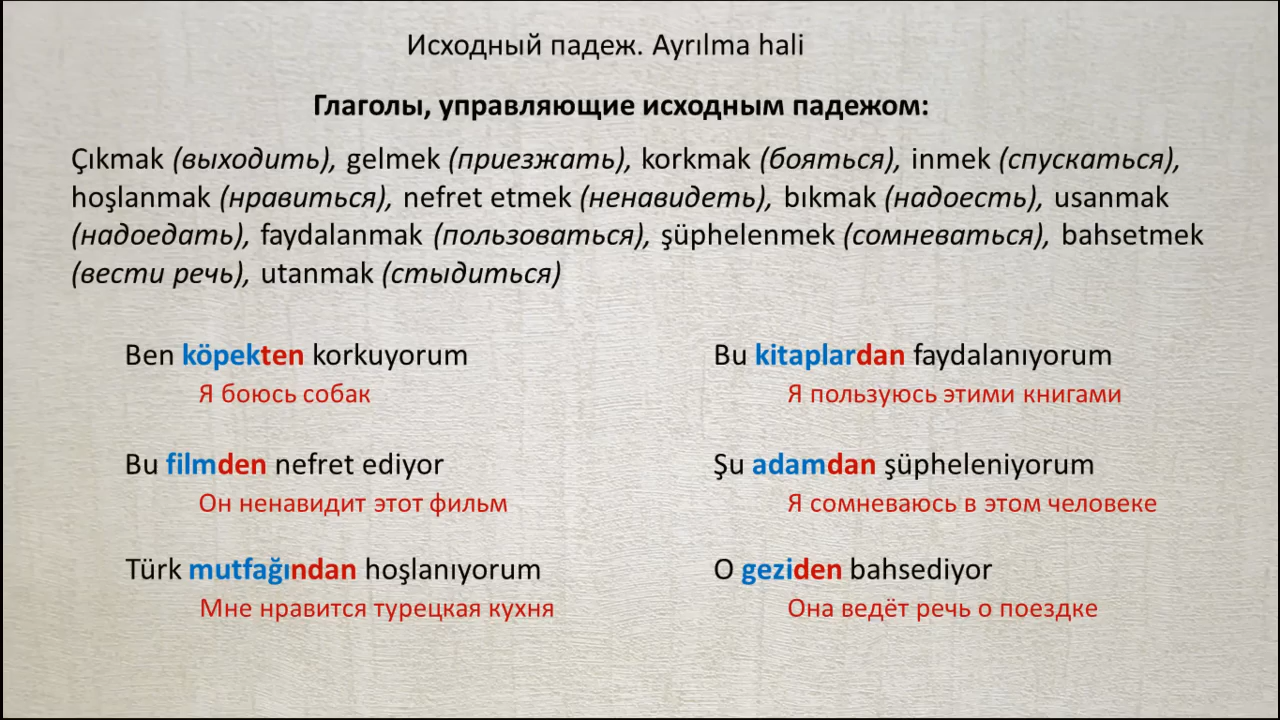 Исходный падеж. Ayrılma hali
Глаголы, управляющие исходным падежом:
Çıkmak (выходить), gelmek (приезжать), korkmak (бояться), inmek (спускаться),
hoşlanmak (нравиться), nefret etmek (ненавидеть), bıkmak (надоесть), usanmak
(надоедать), faydalanmak (пользоваться), şüphelenmek (сомневаться), bahsetmek
(вести речь), utanmak (стыдиться)
Ben köpekten korkuyorum
Я боюсь собак
Bu filmden nefret ediyor
Он ненавидит этот фильм
Türk mutfağından hoşlanıyorum
Мне нравится турецкая кухня
Bu kitaplardan faydalanıyorum
Я пользуюсь этими книгами
Şu adamdan şüpheleniyorum
Я сомневаюсь в этом человеке
O geziden bahsediyor
Она ведёт речь о поездке